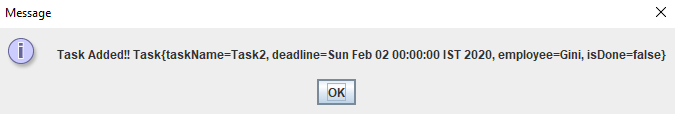 Message
Task Added!! Task{taskName=Task2, deadline=Sun Feb 02 00:00:00 IST 2020, employee=Gini, isDone=false}
OK